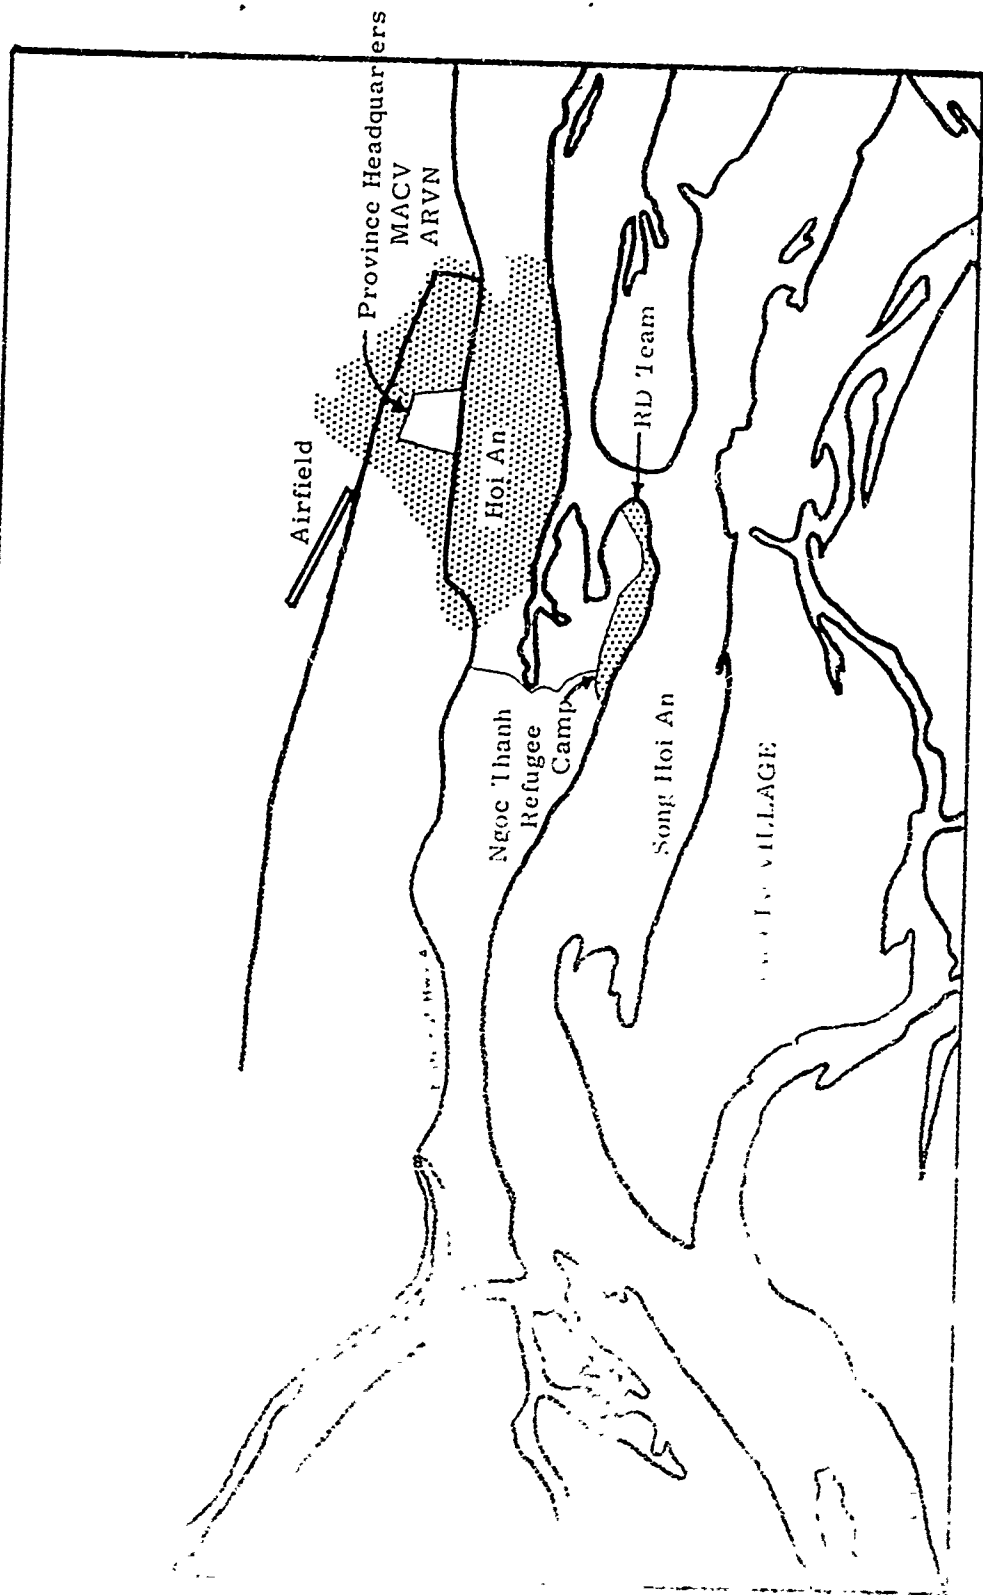 Province Headquarters
MACV
ARVN
Airfield
Hoi An
RD Team
Ngoc Thanh
Refugee
Camp
Song Hoi An
VILLAGE